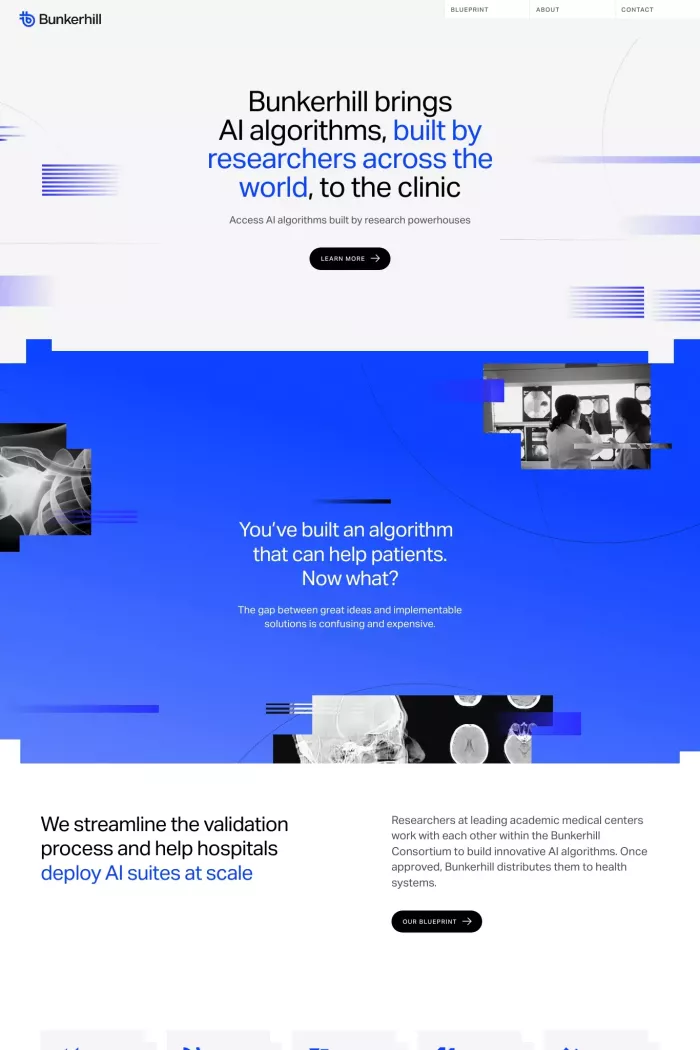 Bunkerhill
BLUEPRINT
ABOUT
CONTACT
Bunkerhill brings
AI algorithms, built by
researchers across the
world, to the clinic
Access AI algorithms built by research powerhouses
LEARN MORE
You’ve built an algorithm
that can help patients.
Now what?
The gap between great ideas and implementable
solutions is confusing and expensive.
We streamline the validation
process and help hospitals
deploy AI suites at scale
Researchers at leading academic medical centers
work with each other within the Bunkerhill
Consortium to build innovative AI algorithms. Once
approved, Bunkerhill distributes them to health
systems.
OUR BLUEPRINT